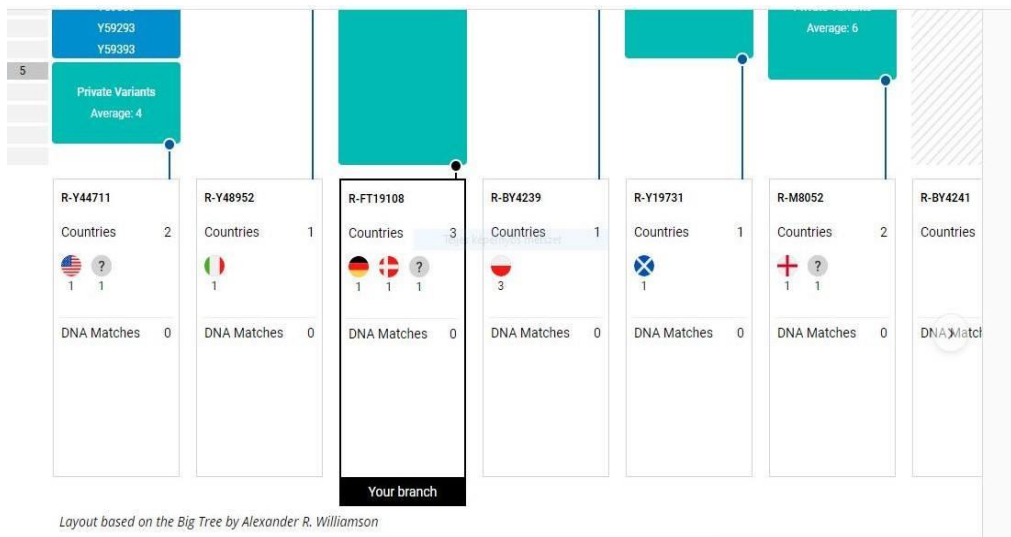 Y59293
Y59393
Average: 6
5
Private Variants
Average: 4
R-Y44711
Countries 2
?
1 1
DNA Matches 0
R-Y48952
Countries 1
1
DNA Matches 0
R-FT19108
Countries 3
?
1 1 1
DNA Matches 0
Your branch
R-BY4239
Countries 1
3
DNA Matches 0
R-Y19731
Countries 1
1
DNA Matches 0
R-M8052
Countries 2
?
1 1
DNA Matches 0
R-BY4241
Countries
DNA Match
Layout based on the Big Tree by Alexander R. Williamson